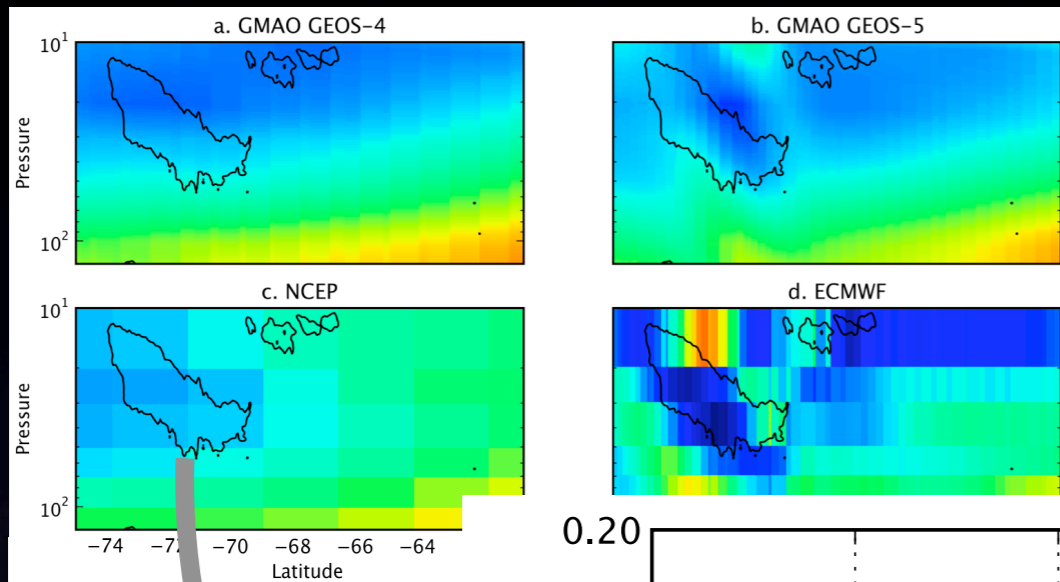 a. GMAO GEOS-4
b. GMAO GEOS-5
10¹
Pressure
10²
c. NCEP
d. ECMWF
10¹
Pressure
10²
-74 -72 -70 -68 -66 -64
Latitude
0.20